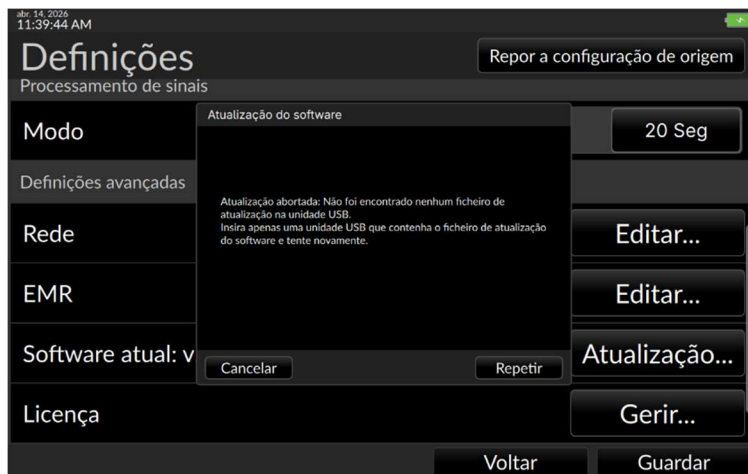 abr. 14, 2026
11:39:44 AM
Definições
Repor a configuração de origem
Processamento de sinais
Modo
20 Seg
Atualização do software
Atualização abortada: Não foi encontrado nenhum ficheiro de
atualização na unidade USB.
Insira apenas uma unidade USB que contenha o ficheiro de atualização
do software e tente novamente.
Cancelar
Repetir
Definições avançadas
Rede
Editar...
EMR
Editar...
Software atual: v
Atualização...
Licença
Gerir...
Voltar
Guardar